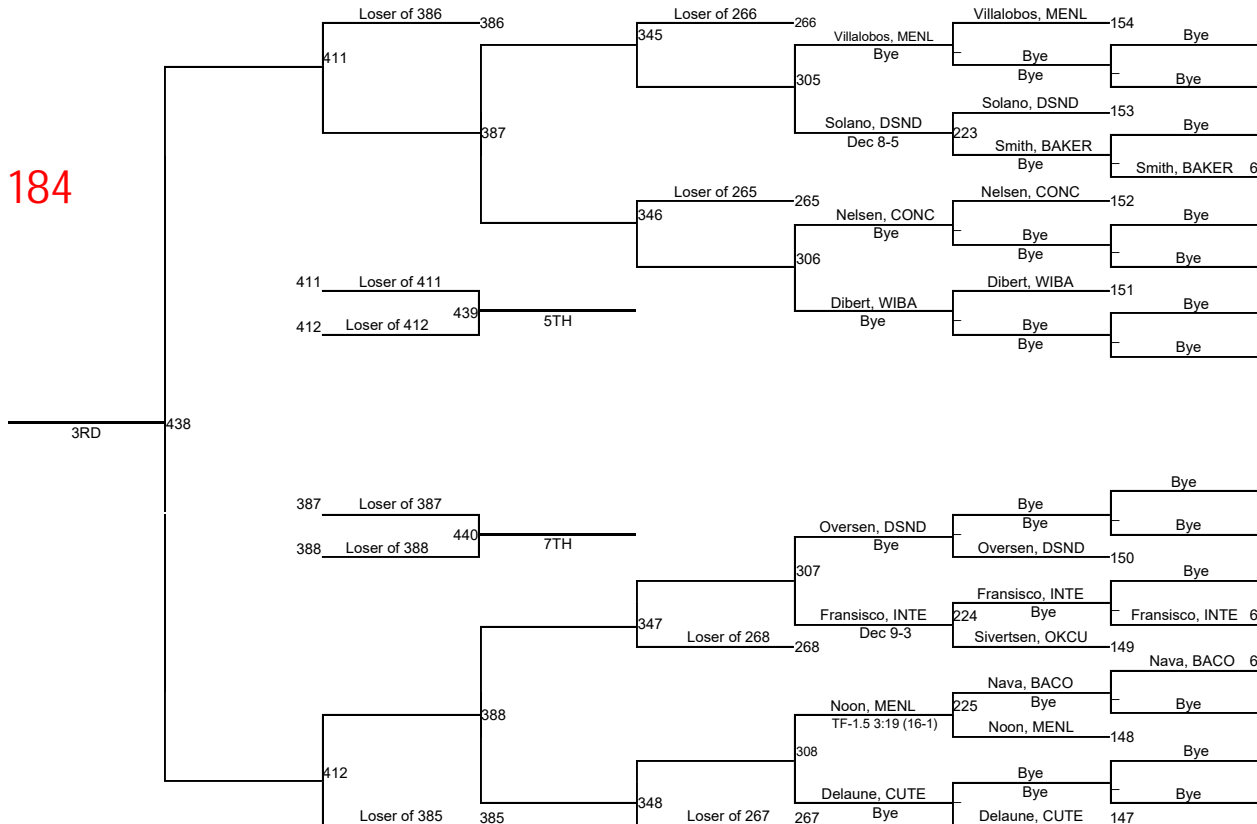 Loser of 386 386 Loser of 266 266 Villalobos, MENL 154
Bye
345 Villalobos, MENL
411 Bye Bye
305 Bye Bye
Solano, DSND 153
Solano, DSND Bye
387 Dec 8-5 223 Smith, BAKER
Bye Smith, BAKER 6
184
Loser of 265 265 Nelsen, CONC 152
346 Nelsen, CONC Bye
Bye Bye
306 Bye Bye
411 Loser of 411 Dibert, WIBA 151
439 5TH Dibert, WIBA Bye
412 Loser of 412 Bye Bye
Bye Bye
438
3RD
Bye
387 Loser of 387 Bye
440 7TH Oversen, DSND Bye Bye
388 Loser of 388 Bye Oversen, DSND 150
307 Bye
Fransisco, INTE
Fransisco, INTE 224 Bye Fransisco, INTE 6
347 Dec 9-3
Loser of 268 268 Sivertsen, OKCU 149
Nava, BACO 6
Nava, BACO
388 Noon, MENL 225 Bye Bye
TF-1.5 3:19 (16-1) Noon, MENL 148
308 Bye
412 Bye
348 Delaune, CUTE Bye Bye
Loser of 385 385 Loser of 267 267 Bye Delaune, CUTE 147